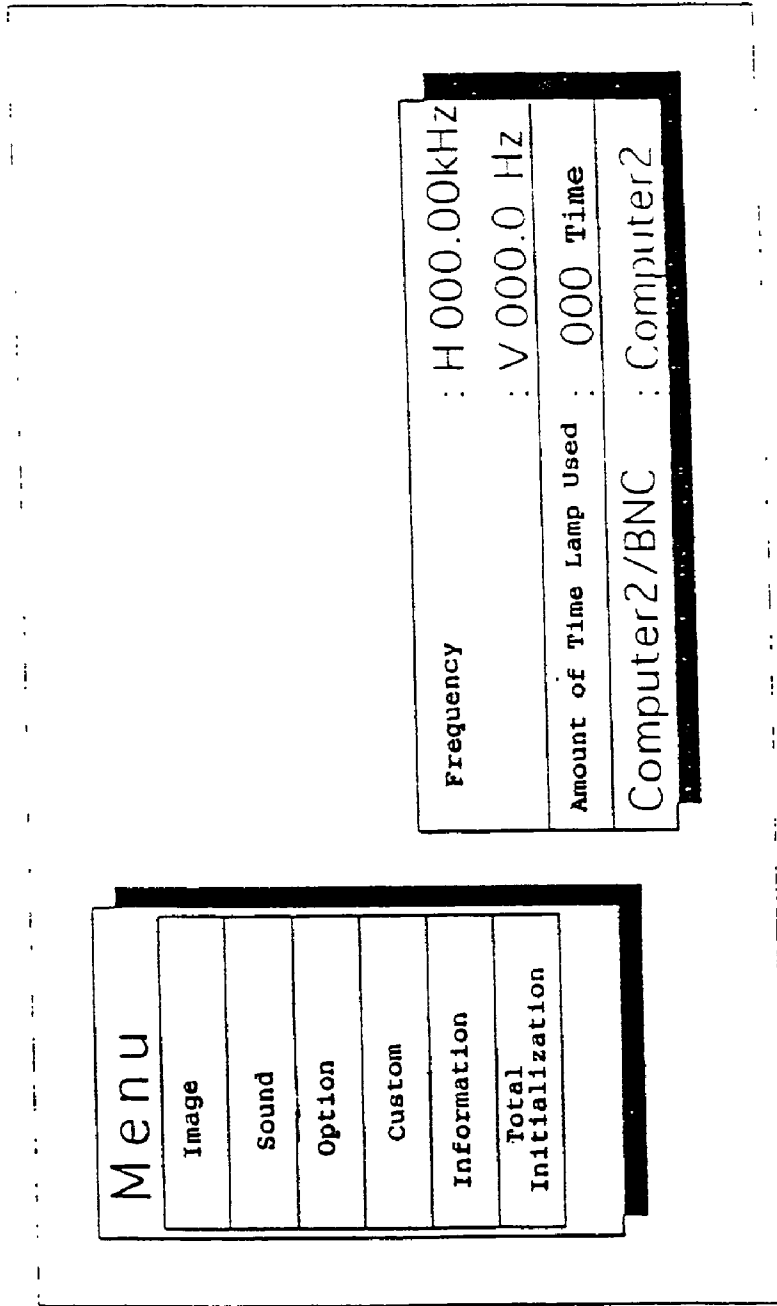 Menu
Image
Sound
Option
Custom
Information
Total
Initialization
Frequency : H 000.00kHz
: V 000.0 Hz
Amount of Time Lamp Used : 000 Time
Computer2/BNC : Computer2